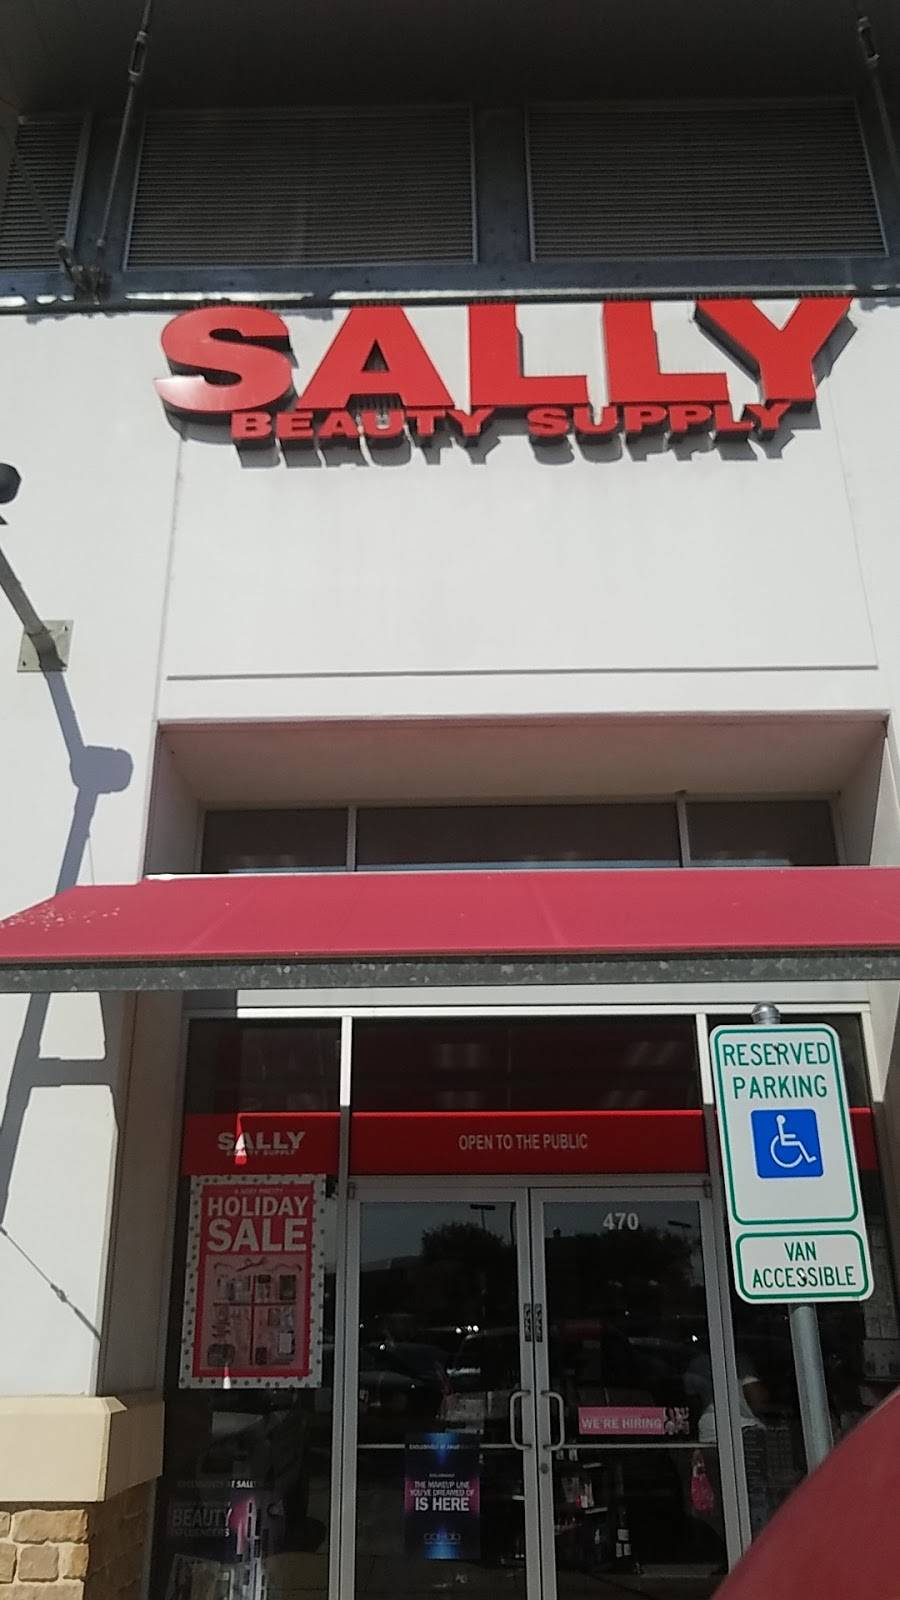 SALLY
BEAUTY SUPPLY
RESERVED
PARKING
VAN
ACCESSIBLE
SALLY
BEAUTY SUPPLY
OPEN TO THE PUBLIC
HOLIDAY
SALE
470
WE'RE HIRING
THE MAKEUP LINE
YOU'VE DREAMED OF
IS HERE
BEAUTY
INFLUENCERS